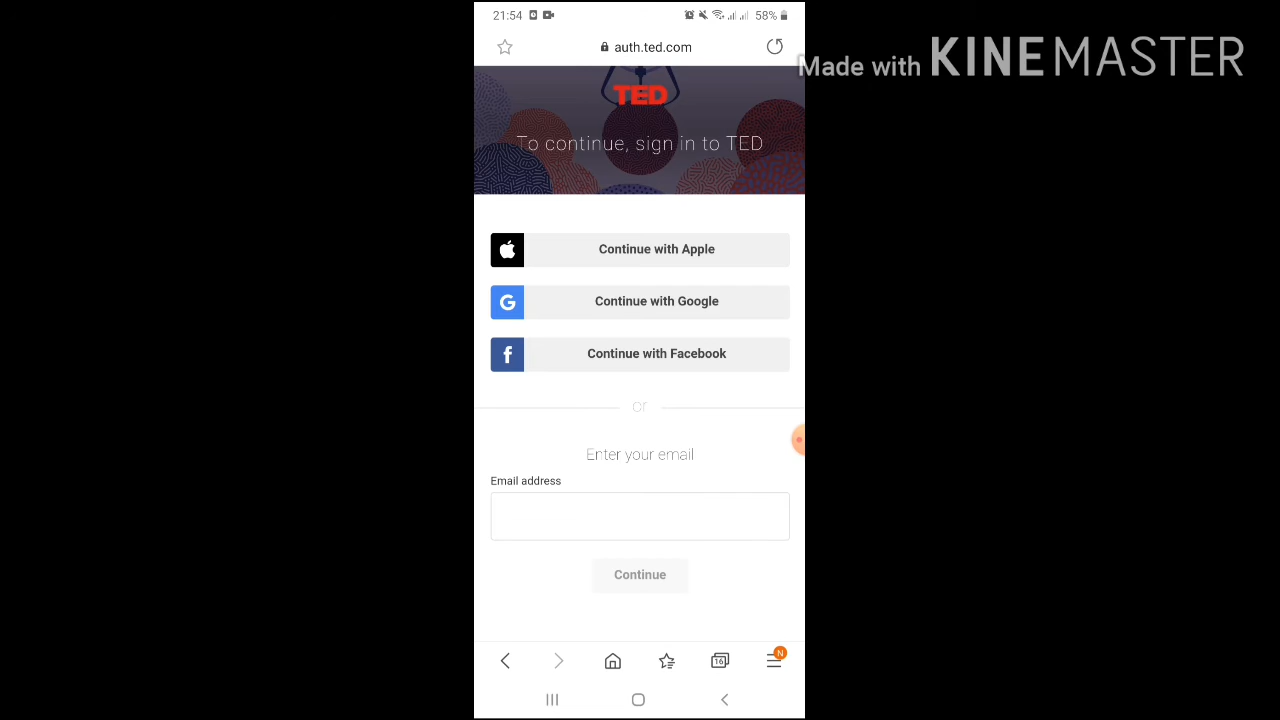 21:54
58%
auth.ted.com
Made with KINEMASTER
TED
To continue, sign in to TED
Continue with Apple
G
Continue with Google
f
Continue with Facebook
or
Enter your email
Email address
Continue
16
N